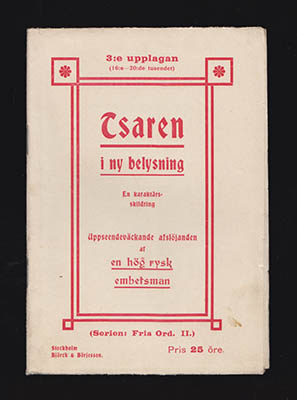 3:e upplagan
(16:e—20:de tusendet)
Tsaren
i ny belysning
En karaktärs-
skildring
Uppseendeväckande afslöjanden
af
en hög rysk
embetsman
(Serien: Fria Ord. II.)
Stockholm
Björck & Börjesson.
Pris 25 öre.